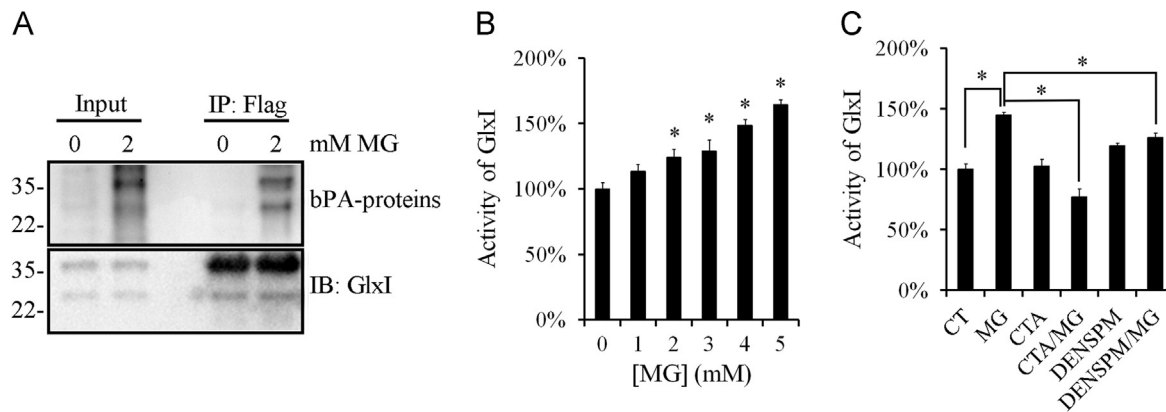 A
Input
IP: Flag
0 2 0 2 mM MG
35-
22-
bPA-proteins
35-
22-
IB: GlxI
B
Activity of GlxI
200%
150%
100%
50%
0%
* * * *
0 1 2 3 4 5
[MG] (mM)
C
Activity of GlxI
200%
150%
100%
50%
0%
* * *
CT
MG
CTA
CTA/MG
DENSPM
DENSPM/MG